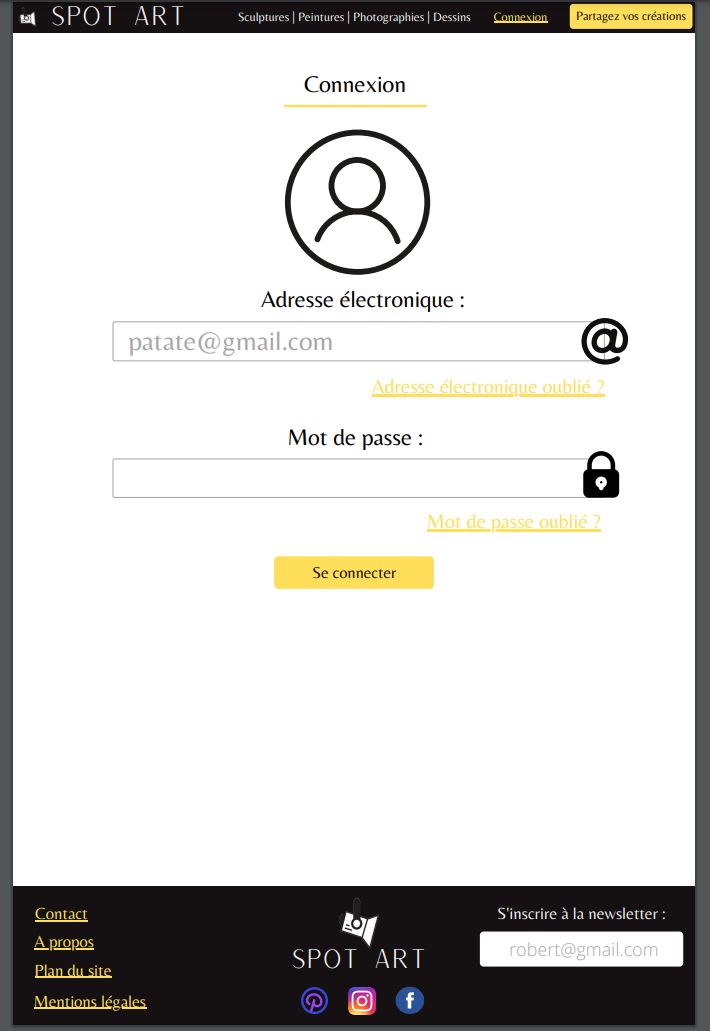 SPOT ART
Sculptures | Peintures | Photographies | Dessins
Connexion
Partagez vos créations
Connexion
Adresse électronique :
patate@gmail.com
@
Adresse électronique oublié ?
Mot de passe :
Mot de passe oublié ?
Se connecter
Contact
A propos
Plan du site
Mentions légales
SPOT ART
S'inscrire à la newsletter :
robert@gmail.com